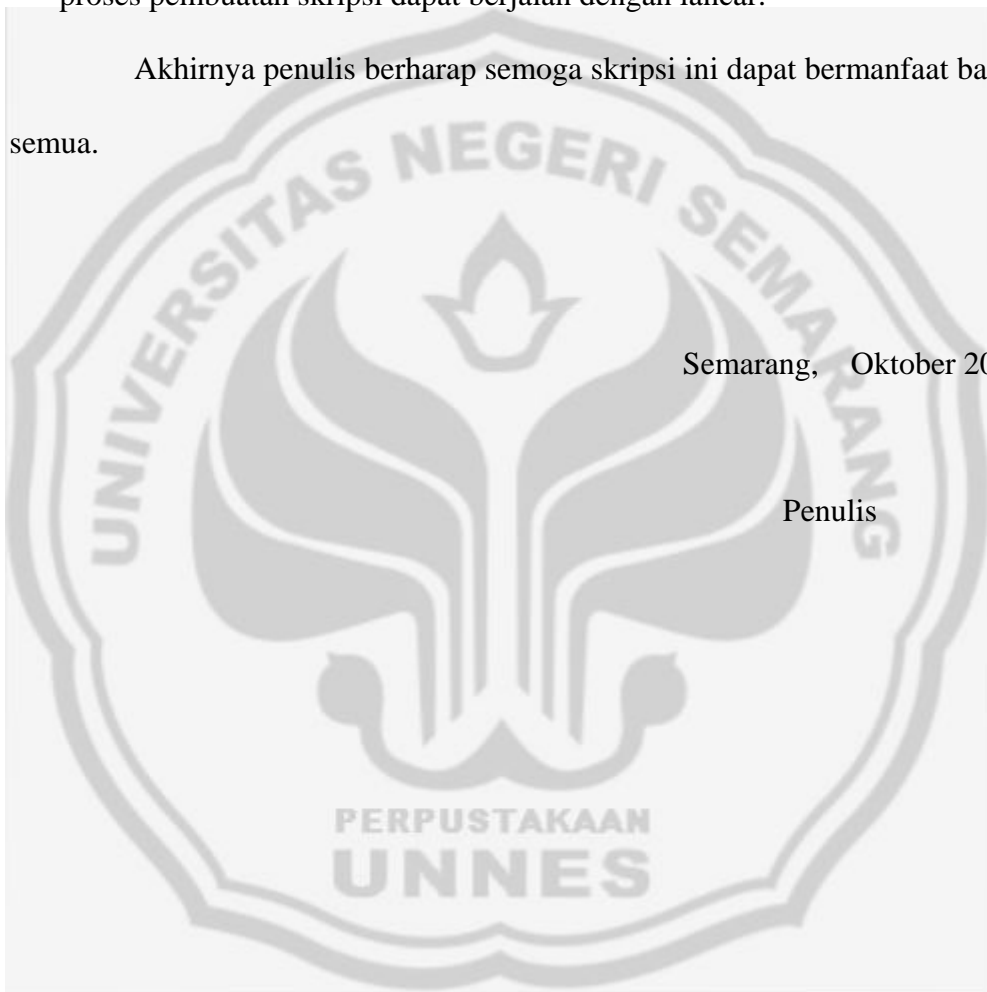 proses pembuatan skripsi dapat berjalan dengan lancar.
Akhirnya penulis berharap semoga skripsi ini dapat bermanfaat ba
semua.
UNIVERSITAS NEGERI SEMARANG
Semarang, Oktober 20
Penulis
PERPUSTAKAAN
UNNES